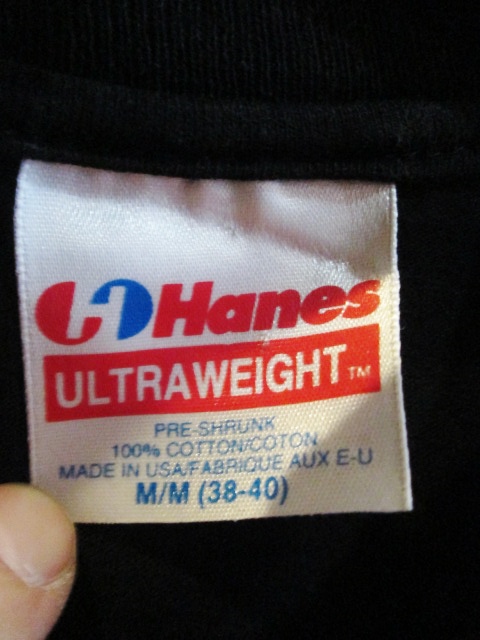 Hanes
ULTRAWEIGHT™
PRE-SHRUNK
100% COTTON/COTON
MADE IN USA/FABRIQUE AUX E-U
M/M (38-40)